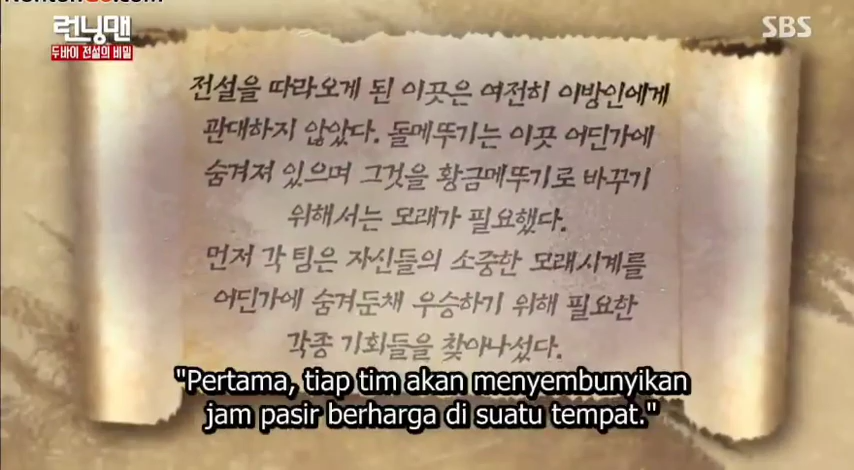 런닝맨
두바이 전설의 비밀
SBS
전설을 따라오게 된 이곳은 여전히 이방인에게
관대하지 않았다. 돌메뚜기는 이곳 어딘가에
숨겨져 있으며 그것을 황금메뚜기로 바꾸기
위해서는 모래가 필요했다.
먼저 각 팀은 자신들의 소중한 모래시계를
어딘가에 숨겨둔채 우승하기 위해 필요한
각종 기회들을 찾아나섰다.
"Pertama, tiap tim akan menyembunyikan
jam pasir berharga di suatu tempat."